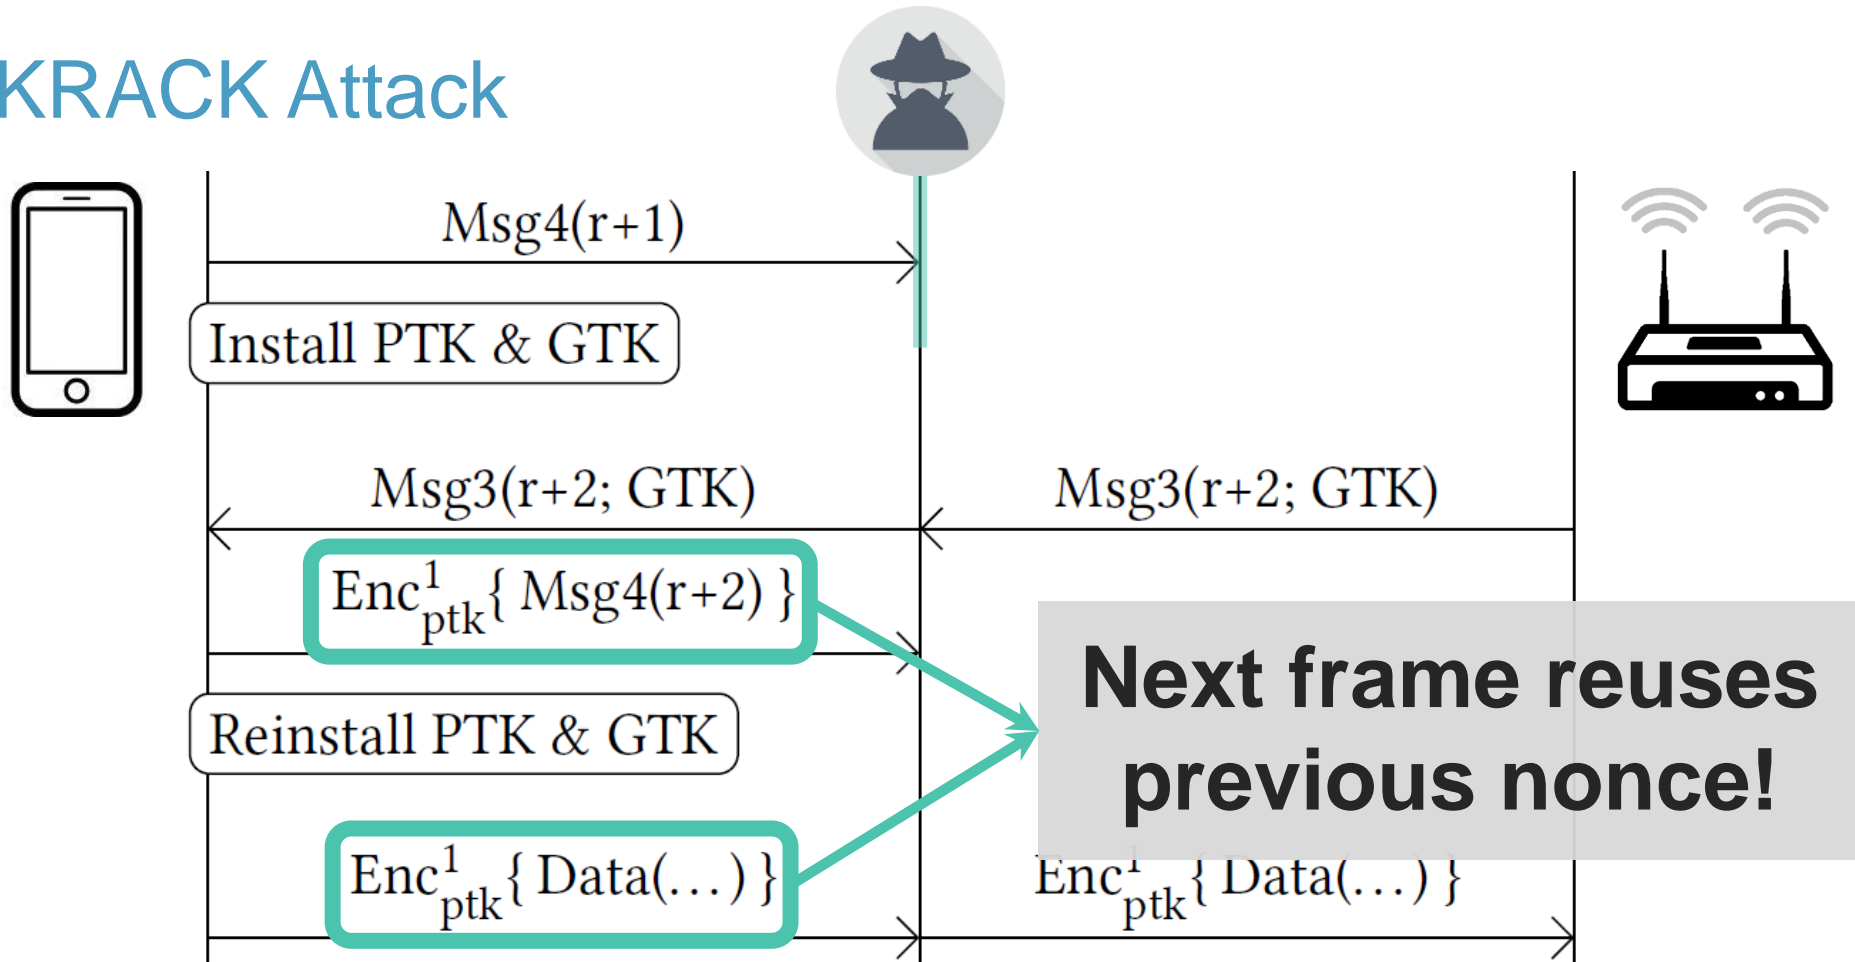 KRACK Attack
Msg4(r+1)
Install PTK & GTK
Msg3(r+2; GTK)
Msg3(r+2; GTK)
Enc¹ptk{ Msg4(r+2) }
Next frame reuses
previous nonce!
Reinstall PTK & GTK
Enc¹ptk{ Data(…) }
Enc¹ptk{ Data(…) }